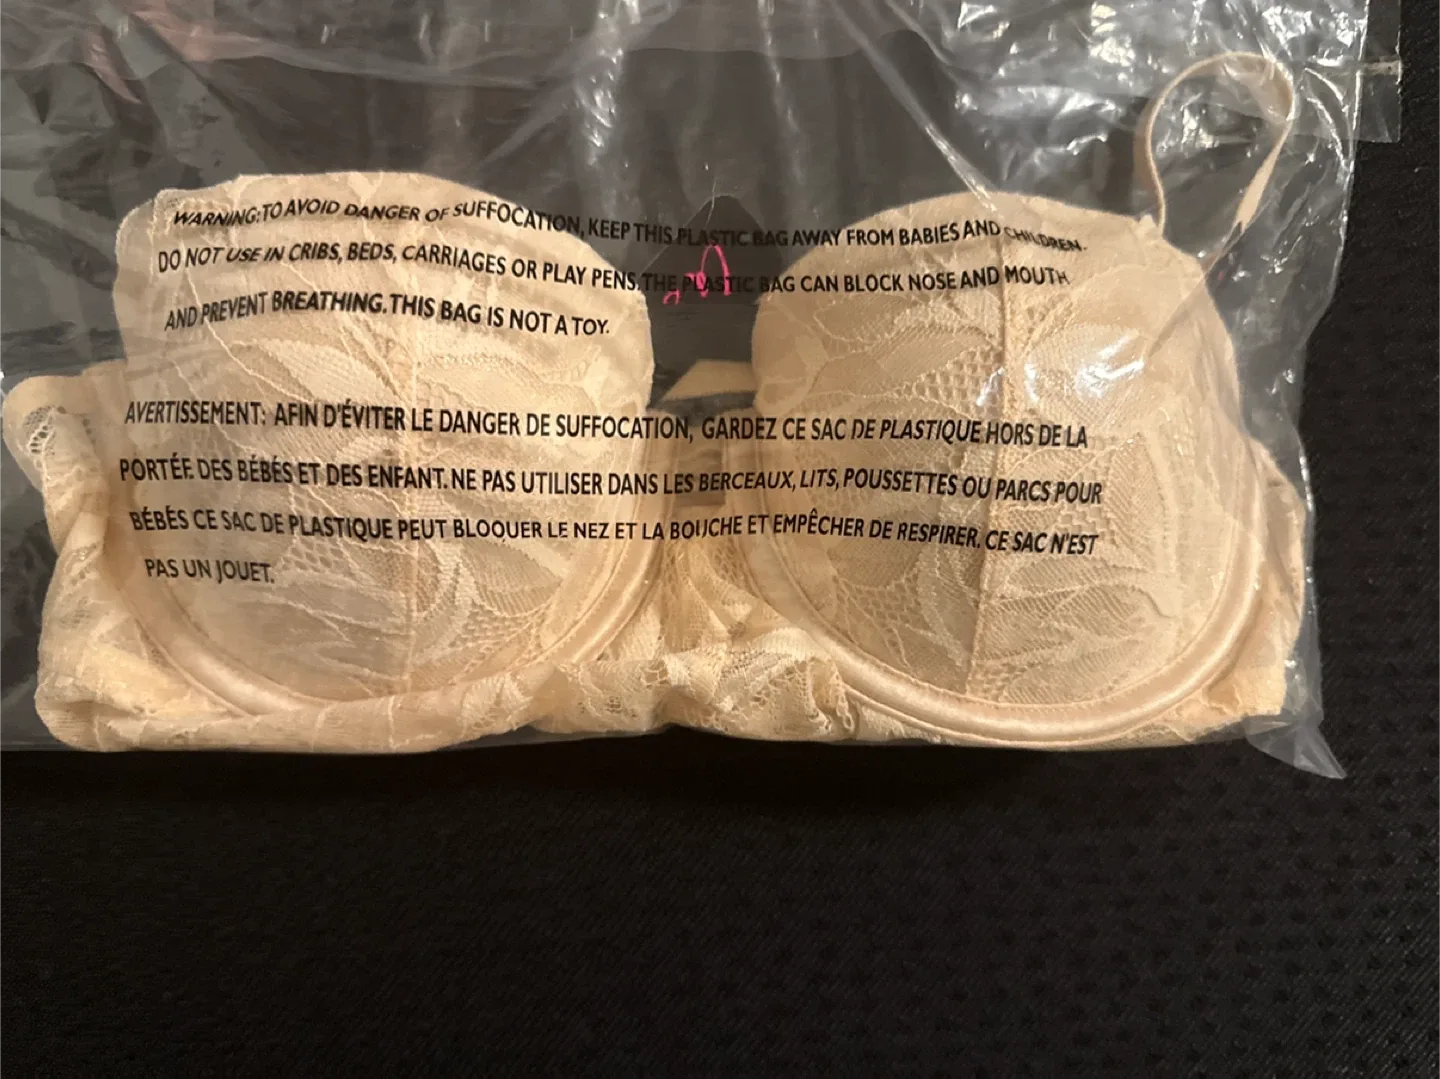 WARNING:TO AVOID DANGER OF SUFFOCATION, KEEP THIS PLASTIC BAG AWAY FROM BABIES AND CHILDREN.
DO NOT USE IN CRIBS, BEDS, CARRIAGES OR PLAY PENS. THE PLASTIC BAG CAN BLOCK NOSE AND MOUTH
AND PREVENT BREATHING. THIS BAG IS NOT A TOY.
AVERTISSEMENT: AFIN D'ÉVITER LE DANGER DE SUFFOCATION, GARDEZ CE SAC DE PLASTIQUE HORS DE LA
PORTÉE DES BÉBÉS ET DES ENFANT. NE PAS UTILISER DANS LES BERCEAUX, LITS, POUSSETTES OU PARCS POUR
BÉBÉS CE SAC DE PLASTIQUE PEUT BLOQUER LE NEZ ET LA BOUCHE ET EMPÊCHER DE RESPIRER. CE SAC N'EST
PAS UN JOUET.